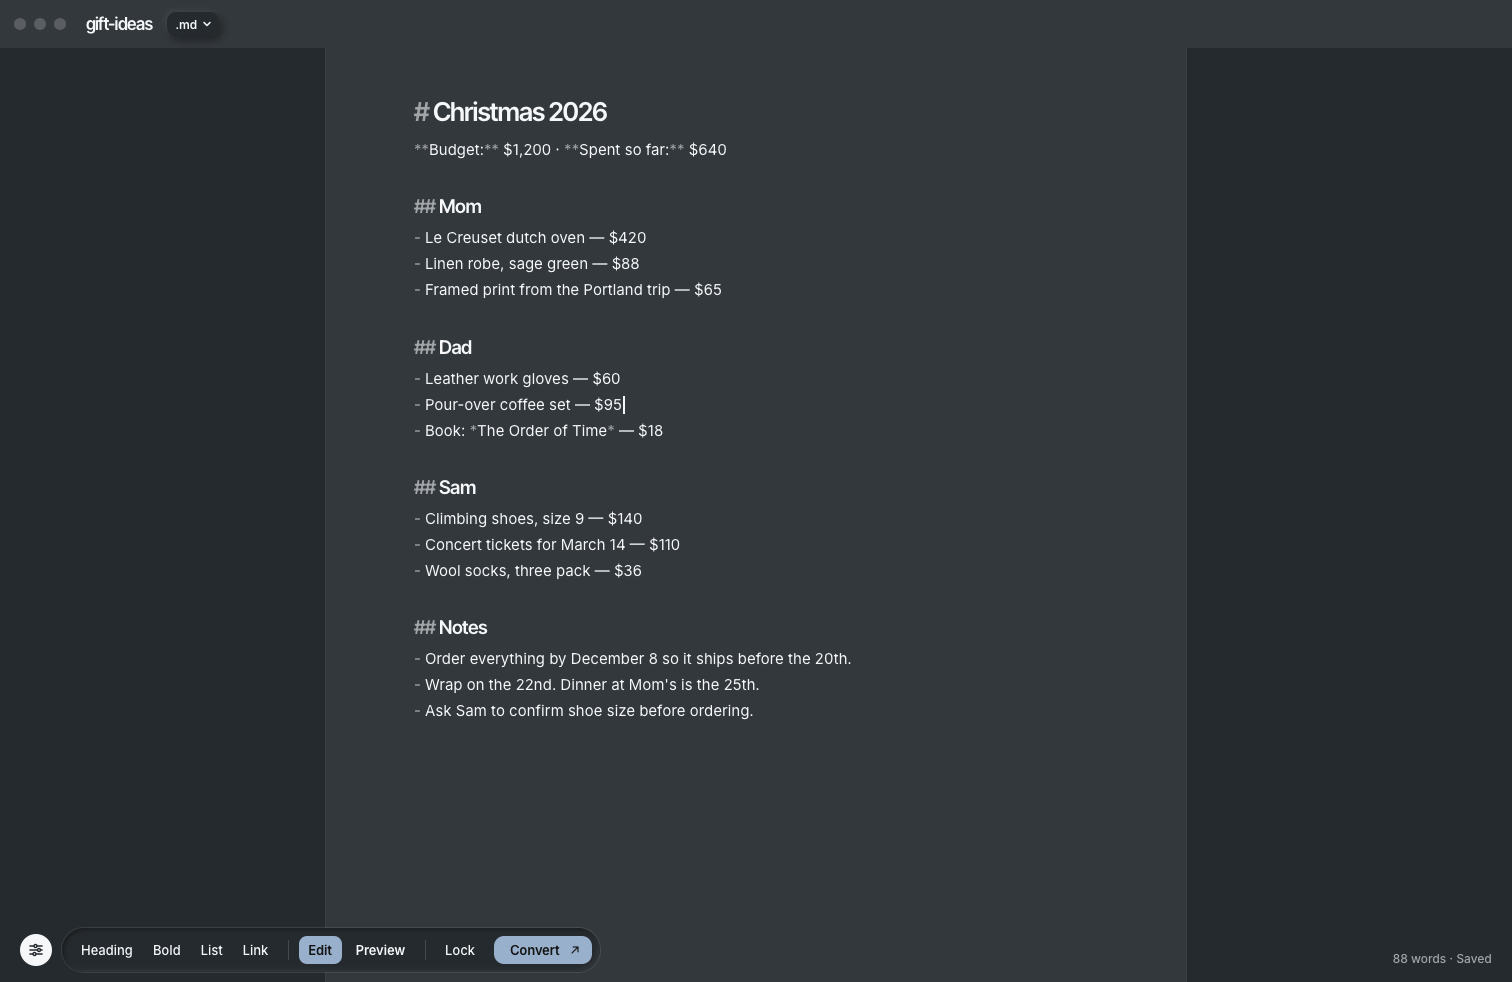 gift-ideas
.md
# Christmas 2026
**Budget:** $1,200 · **Spent so far:** $640
## Mom
- Le Creuset dutch oven — $420
- Linen robe, sage green — $88
- Framed print from the Portland trip — $65
## Dad
- Leather work gloves — $60
- Pour-over coffee set — $95
- Book: *The Order of Time* — $18
## Sam
- Climbing shoes, size 9 — $140
- Concert tickets for March 14 — $110
- Wool socks, three pack — $36
## Notes
- Order everything by December 8 so it ships before the 20th.
- Wrap on the 22nd. Dinner at Mom's is the 25th.
- Ask Sam to confirm shoe size before ordering.
Heading Bold List Link Edit Preview Lock Convert
88 words · Saved